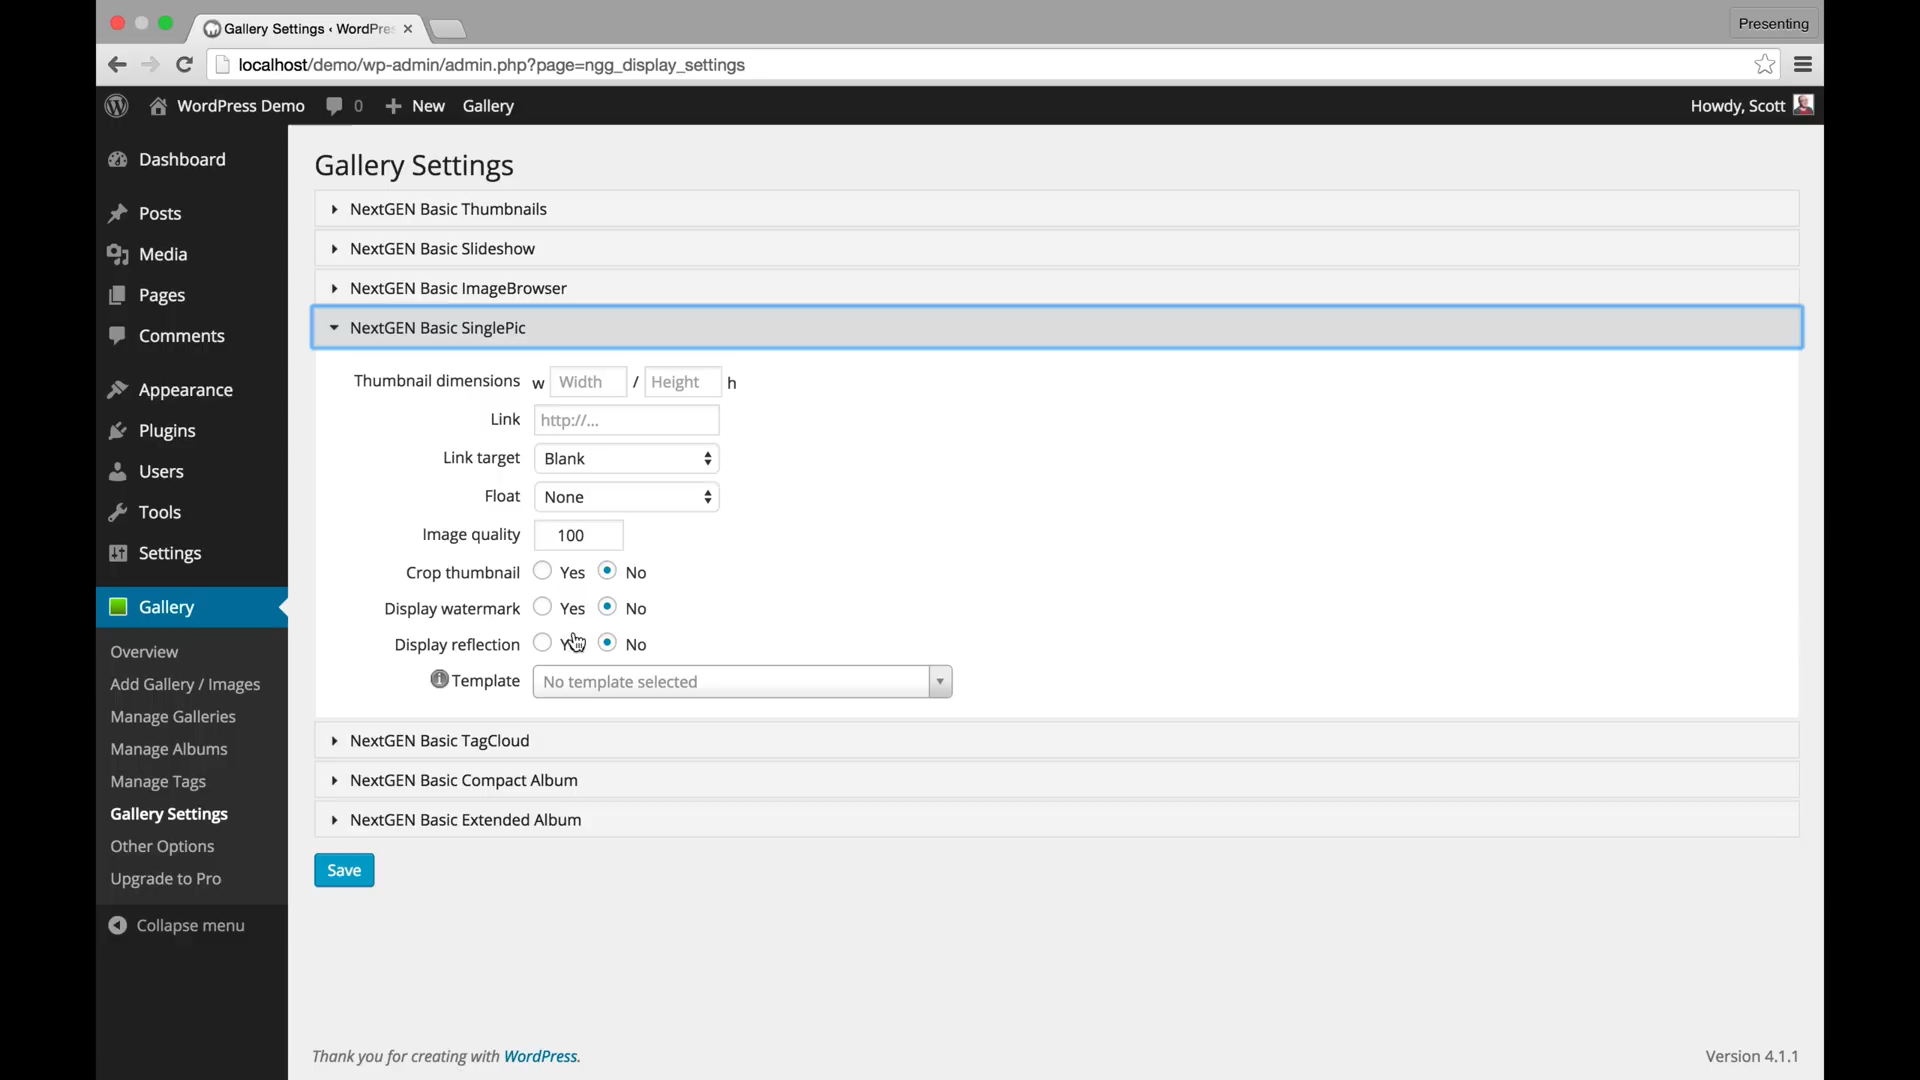 Gallery Settings ‹ WordPres
Presenting
localhost/demo/wp-admin/admin.php?page=ngg_display_settings
WordPress Demo 0 New Gallery Howdy, Scott
Dashboard
Posts
Media
Pages
Comments
Appearance
Plugins
Users
Tools
Settings
Gallery
Overview
Add Gallery / Images
Manage Galleries
Manage Albums
Manage Tags
Gallery Settings
Other Options
Upgrade to Pro
Collapse menu
Gallery Settings
NextGEN Basic Thumbnails
NextGEN Basic Slideshow
NextGEN Basic ImageBrowser
NextGEN Basic SinglePic
Thumbnail dimensions w Width / Height h
Link http://...
Link target Blank
Float None
Image quality 100
Crop thumbnail Yes No
Display watermark Yes No
Display reflection No
Template No template selected
NextGEN Basic TagCloud
NextGEN Basic Compact Album
NextGEN Basic Extended Album
Save
Thank you for creating with WordPress.
Version 4.1.1